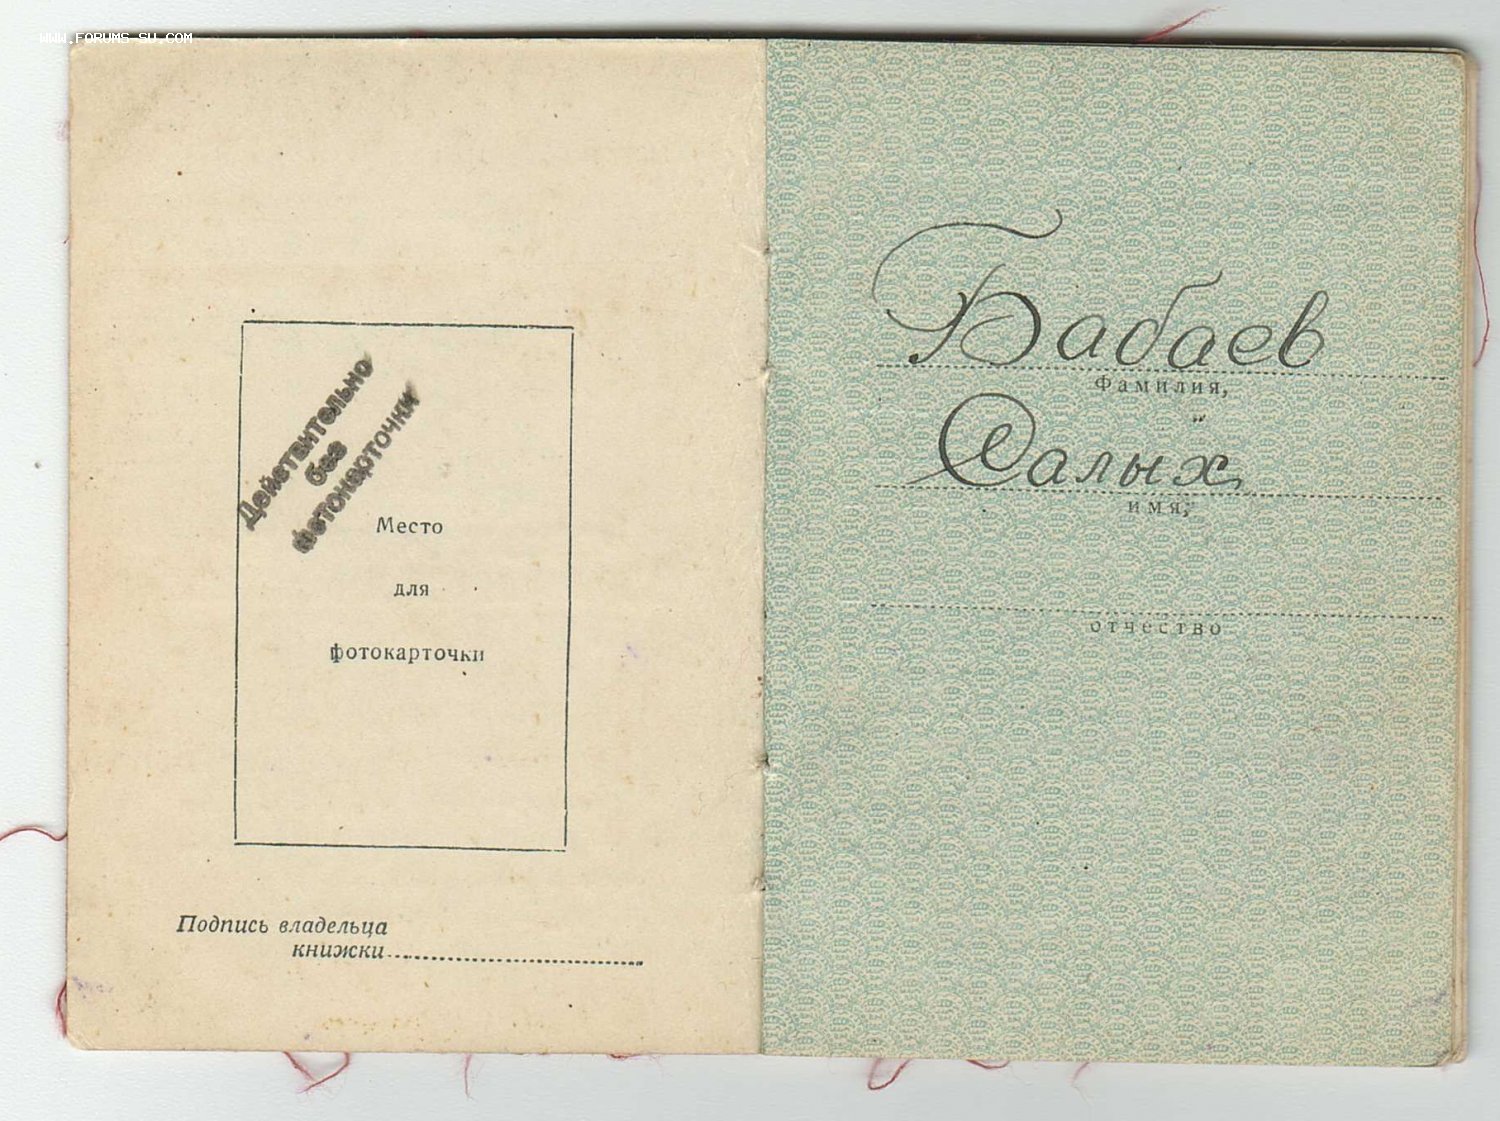 WWW.FORUMS-SU.COM
Действительно
без
фотокарточки
Место
для
фотокарточки
Подпись владельца
книжки
Бабаев
фамилия,
Салых
имя,
отчество